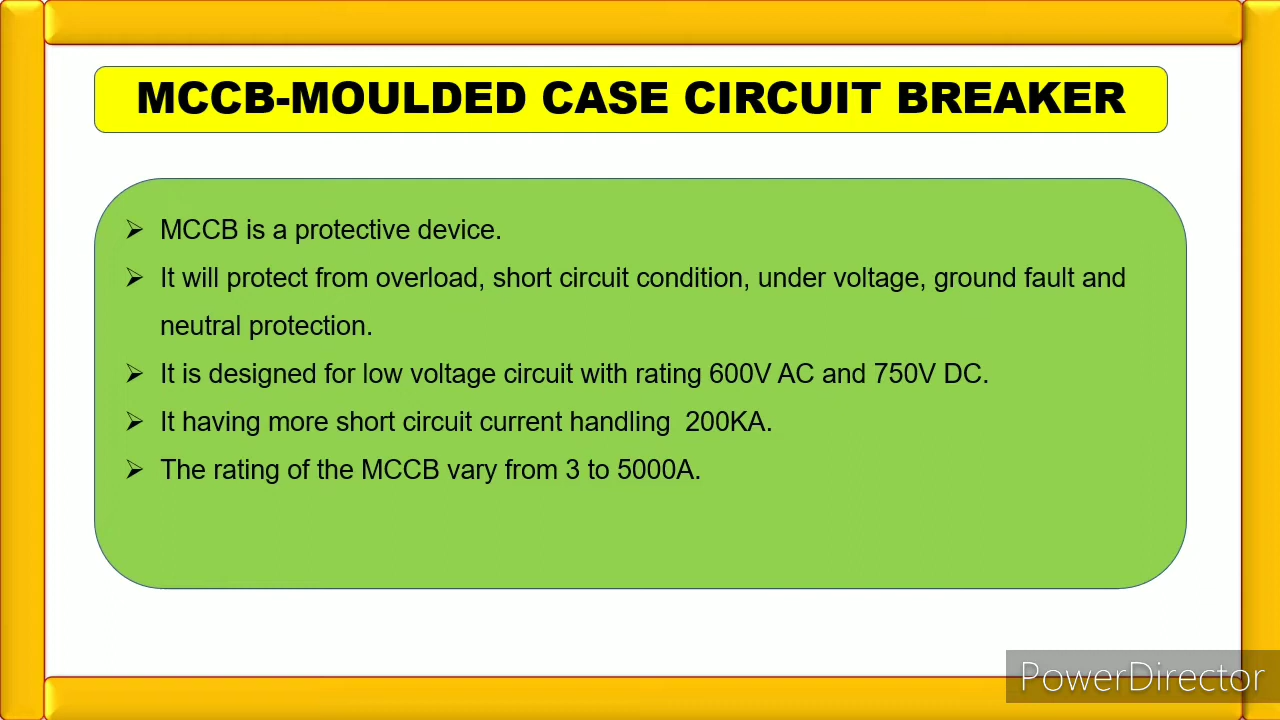 MCCB-MOULDED CASE CIRCUIT BREAKER
➢ MCCB is a protective device.
➢ It will protect from overload, short circuit condition, under voltage, ground fault and
neutral protection.
➢ It is designed for low voltage circuit with rating 600V AC and 750V DC.
➢ It having more short circuit current handling  200KA.
➢ The rating of the MCCB vary from 3 to 5000A.
PowerDirector